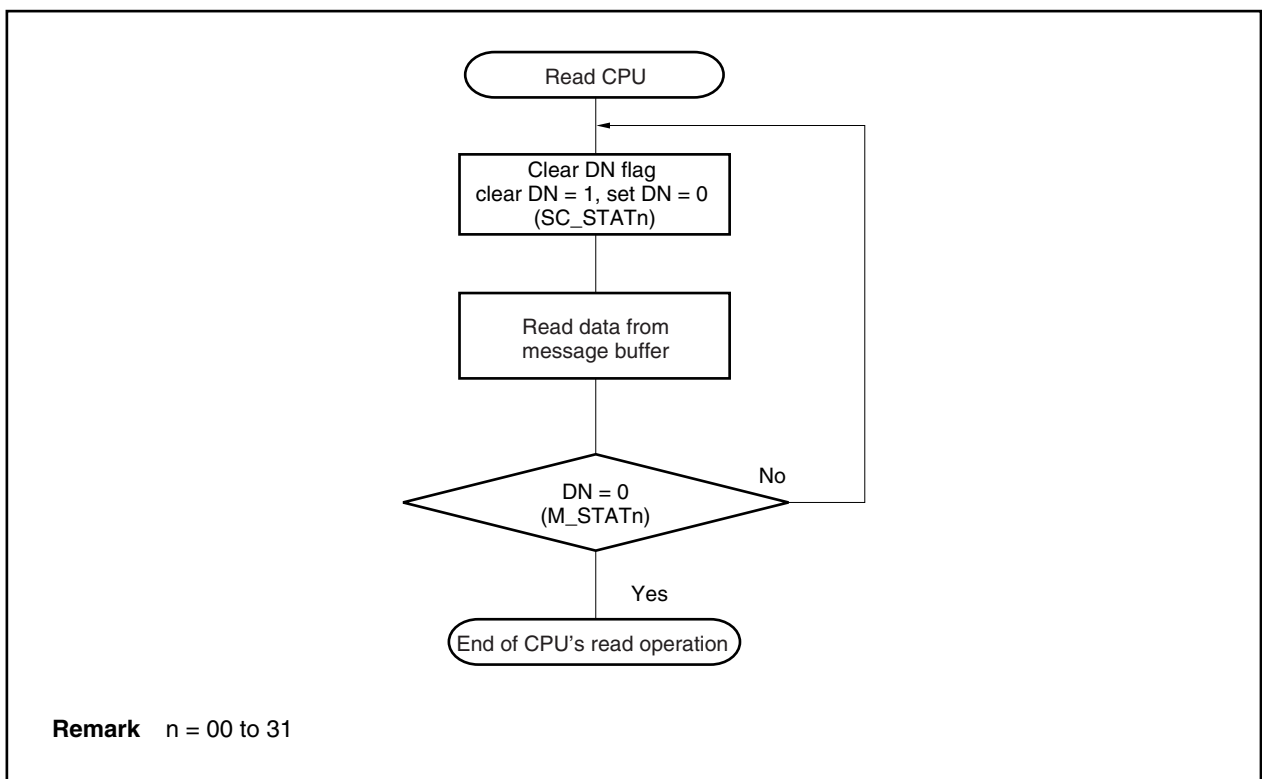 Read CPU
Clear DN flag
clear DN = 1, set DN = 0
(SC_STATn)
Read data from
message buffer
DN = 0
(M_STATn)
No
Yes
End of CPU's read operation
Remark n = 00 to 31